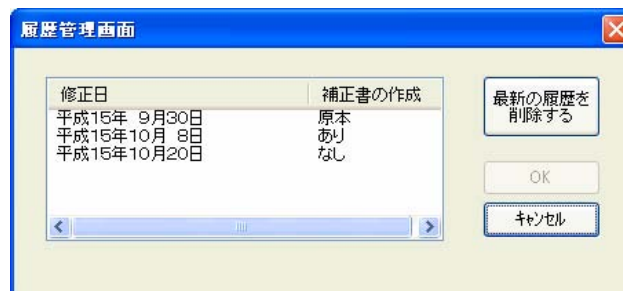 履歴管理画面
修正日 補正書の作成
平成15年 9月30日 原本
平成15年10月 8日 あり
平成15年10月20日 なし
最新の履歴を
削除する
OK
キャンセル